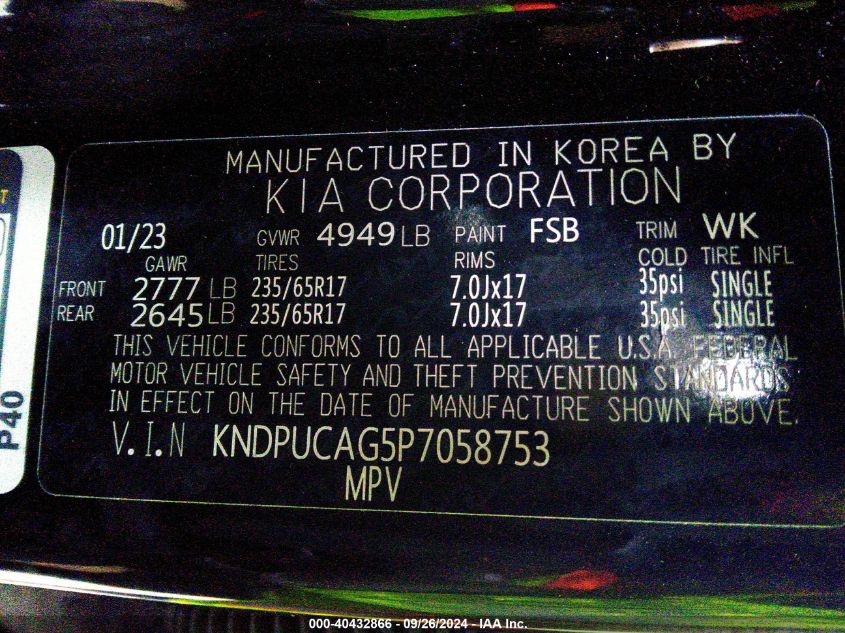 MANUFACTURED IN KOREA BY
KIA CORPORATION
01/23 GVWR 4949 LB PAINT FSB TRIM WK
GAWR TIRES RIMS COLD TIRE INFL
FRONT 2777 LB 235/65R17 7.0Jx17 35psi SINGLE
REAR 2645 LB 235/65R17 7.0Jx17 35psi SINGLE
THIS VEHICLE CONFORMS TO ALL APPLICABLE U.S.A. FEDERAL
MOTOR VEHICLE SAFETY AND THEFT PREVENTION STANDARDS
IN EFFECT ON THE DATE OF MANUFACTURE SHOWN ABOVE.
V.I.N KNDPUCAG5P7058753
MPV
P40
000-40432866 - 09/26/2024 - IAA Inc.